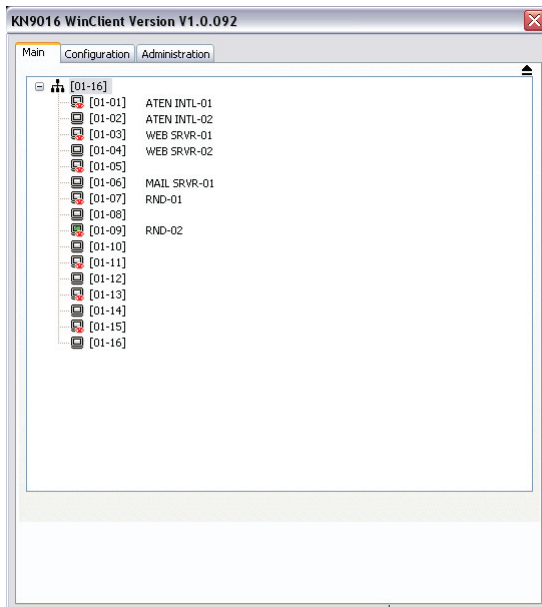 KN9016 WinClient Version V1.0.092
Main Configuration Administration
[01-16]
[01-01] ATEN INTL-01
[01-02] ATEN INTL-02
[01-03] WEB SRVR-01
[01-04] WEB SRVR-02
[01-05]
[01-06] MAIL SRVR-01
[01-07] RND-01
[01-08]
[01-09] RND-02
[01-10]
[01-11]
[01-12]
[01-13]
[01-14]
[01-15]
[01-16]